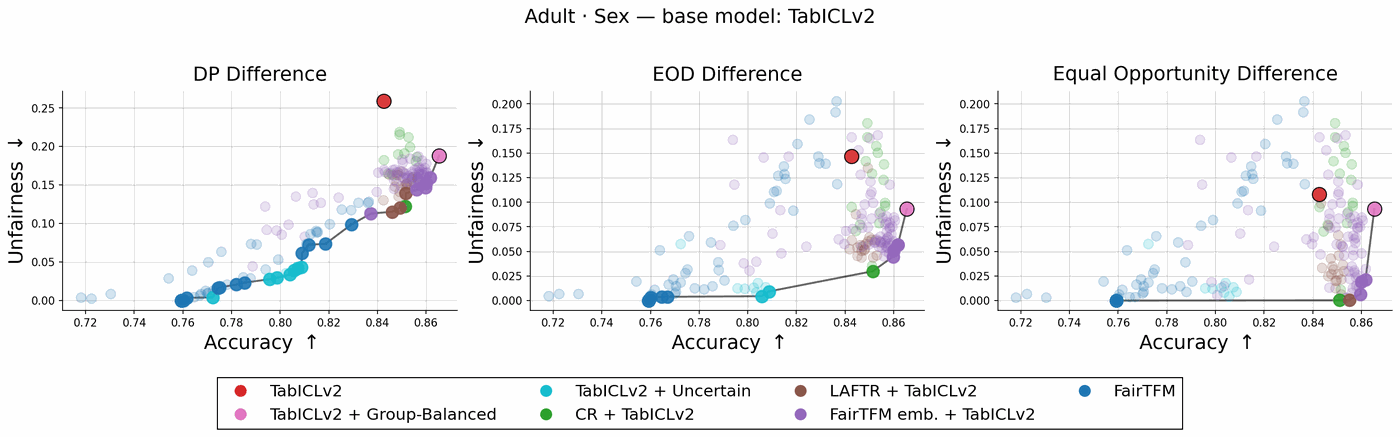 Adult · Sex — base model: TabICLv2
DP Difference
EOD Difference
Equal Opportunity Difference
Unfairness ↓
0.25
0.20
0.15
0.10
0.05
0.00
0.72 0.74 0.76 0.78 0.80 0.82 0.84 0.86
Accuracy ↑
Unfairness ↓
0.200
0.175
0.150
0.125
0.100
0.075
0.050
0.025
0.000
0.72 0.74 0.76 0.78 0.80 0.82 0.84 0.86
Accuracy ↑
Unfairness ↓
0.200
0.175
0.150
0.125
0.100
0.075
0.050
0.025
0.000
0.72 0.74 0.76 0.78 0.80 0.82 0.84 0.86
Accuracy ↑
TabICLv2
TabICLv2 + Group-Balanced
TabICLv2 + Uncertain
CR + TabICLv2
LAFTR + TabICLv2
FairTFM emb. + TabICLv2
FairTFM